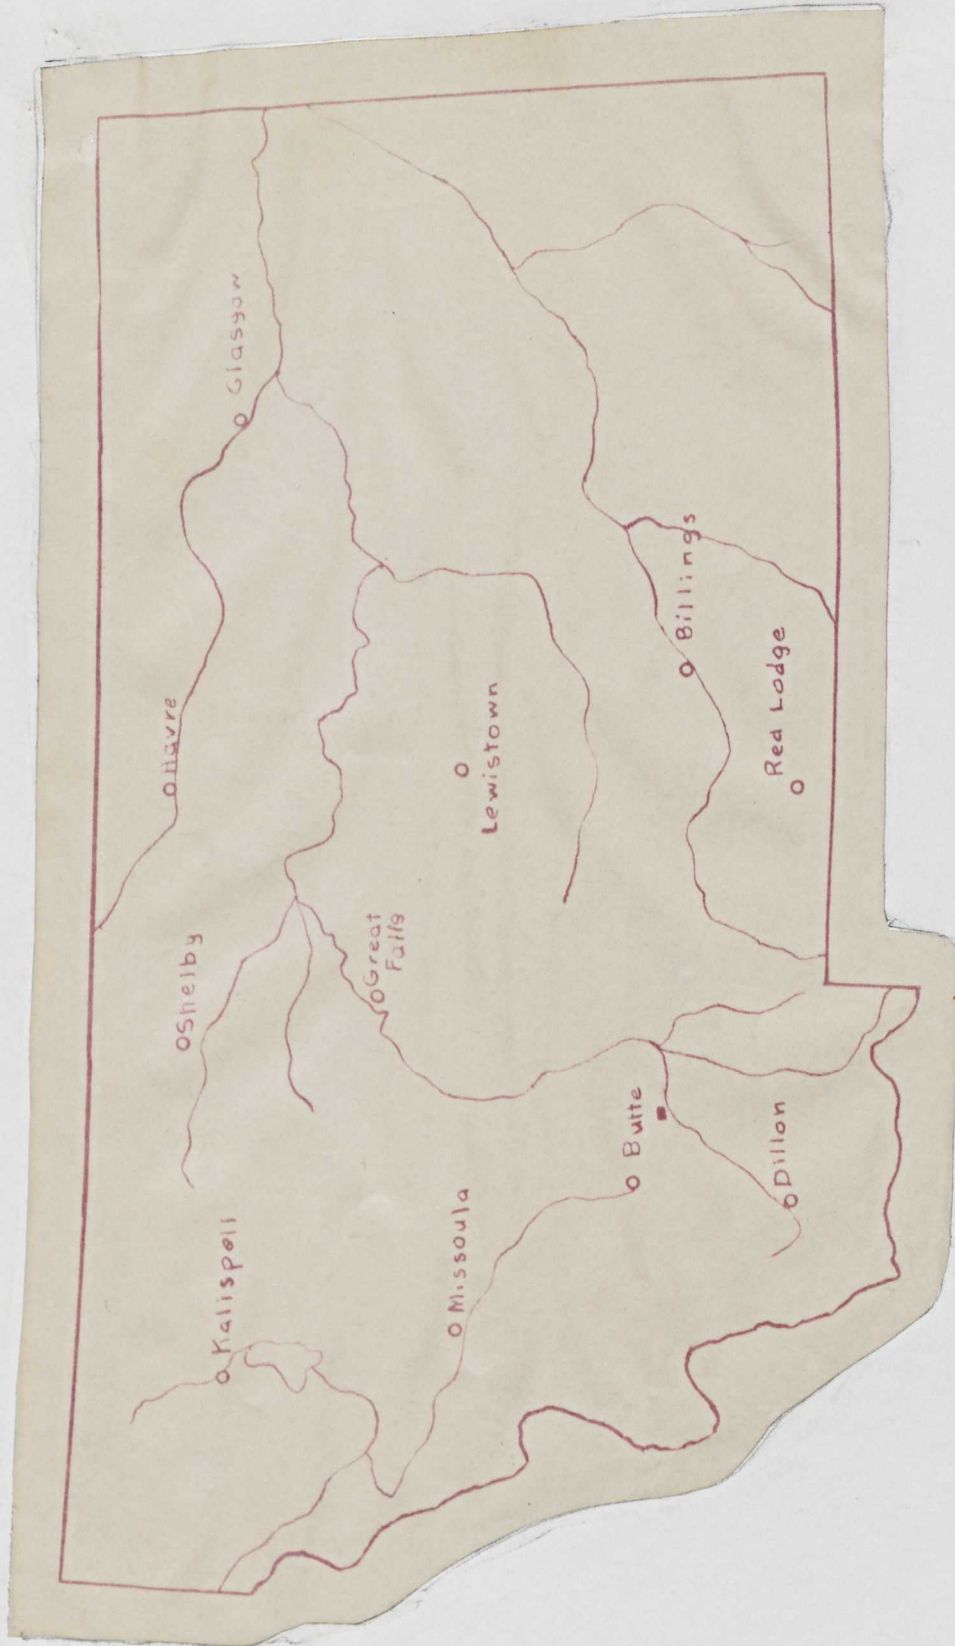 Kalispell
Shelby
Havre
Glasgow
Missoula
Great
Falls
Lewistown
Butte
Billings
Dillon
Red Lodge